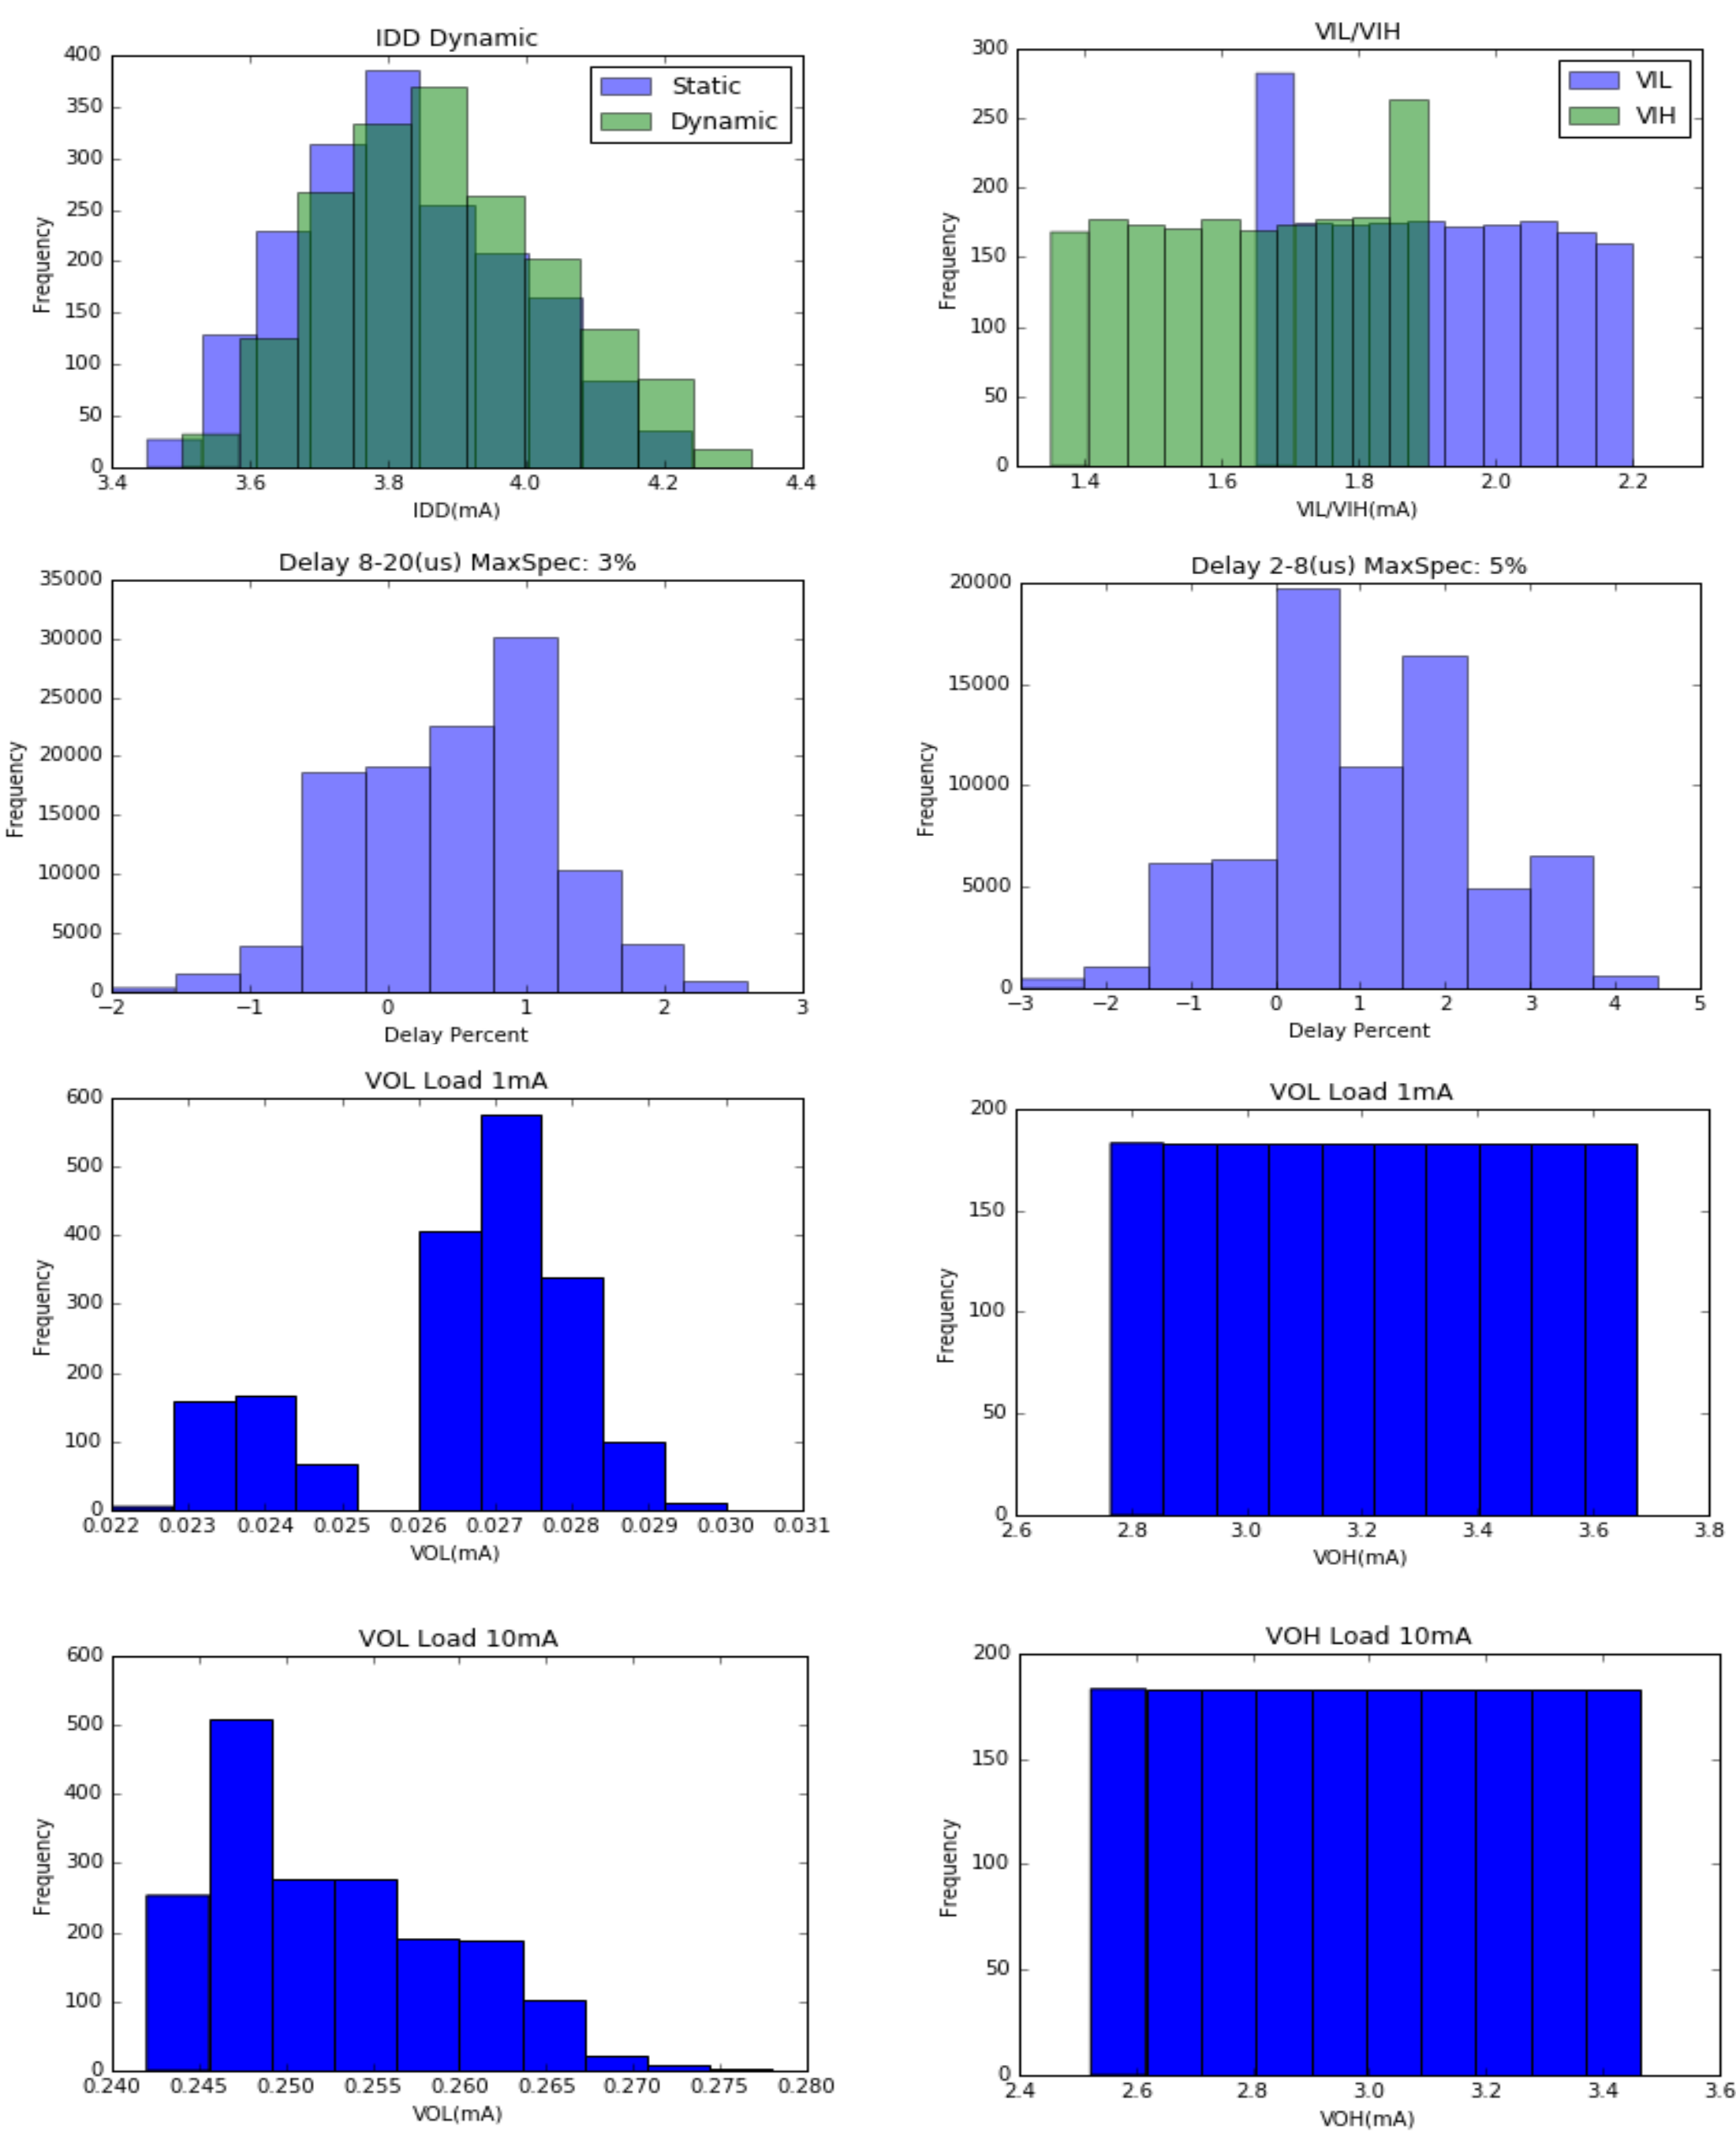 IDD Dynamic
400
350
300
250
200
150
100
50
0
Frequency
Static
Dynamic
3.4 3.6 3.8 4.0 4.2 4.4
IDD(mA)
VIL/VIH
300
250
200
150
100
50
0
Frequency
VIL
VIH
1.4 1.6 1.8 2.0 2.2
VIL/VIH(mA)
Delay 8-20(us) MaxSpec: 3%
35000
30000
25000
20000
15000
10000
5000
0
Frequency
−2 −1 0 1 2 3
Delay Percent
Delay 2-8(us) MaxSpec: 5%
20000
15000
10000
5000
0
Frequency
−3 −2 −1 0 1 2 3 4 5
Delay Percent
VOL Load 1mA
600
500
400
300
200
100
0
Frequency
0.022 0.023 0.024 0.025 0.026 0.027 0.028 0.029 0.030 0.031
VOL(mA)
VOL Load 1mA
200
150
100
50
0
Frequency
2.6 2.8 3.0 3.2 3.4 3.6 3.8
VOH(mA)
VOL Load 10mA
600
500
400
300
200
100
0
Frequency
0.240 0.245 0.250 0.255 0.260 0.265 0.270 0.275 0.280
VOL(mA)
VOH Load 10mA
200
150
100
50
0
Frequency
2.4 2.6 2.8 3.0 3.2 3.4 3.6
VOH(mA)